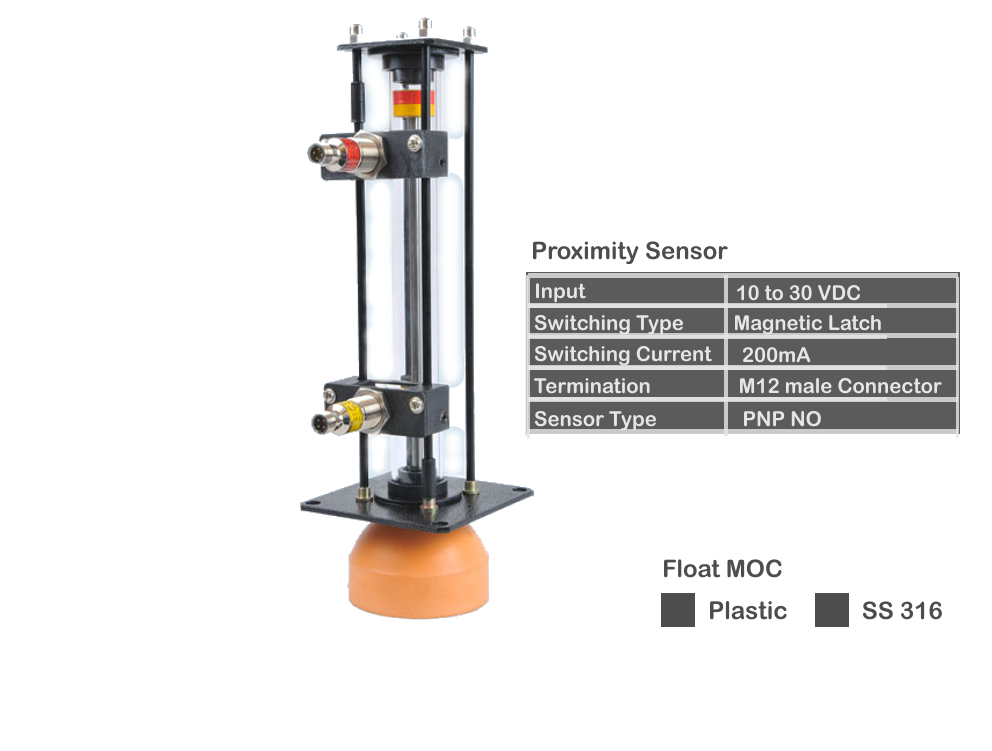 Proximity Sensor
Input 10 to 30 VDC
Switching Type Magnetic Latch
Switching Current 200mA
Termination M12 male Connector
Sensor Type PNP NO
Float MOC
Plastic SS 316